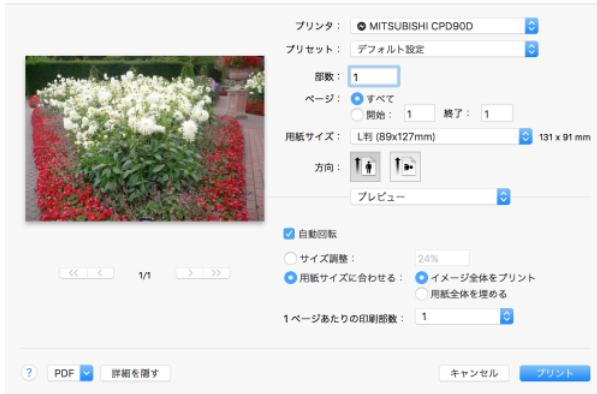 プリンタ： MITSUBISHI CPD90D
プリセット： デフォルト設定
部数： 1
ページ： すべて
開始： 1 終了： 1
用紙サイズ： L判 (89x127mm) 131 x 91 mm
方向：
プレビュー
自動回転
サイズ調整： 24%
用紙サイズに合わせる： イメージ全体をプリント
用紙全体を埋める
1 ページあたりの印刷部数： 1
1/1
? PDF 詳細を隠す キャンセル プリント